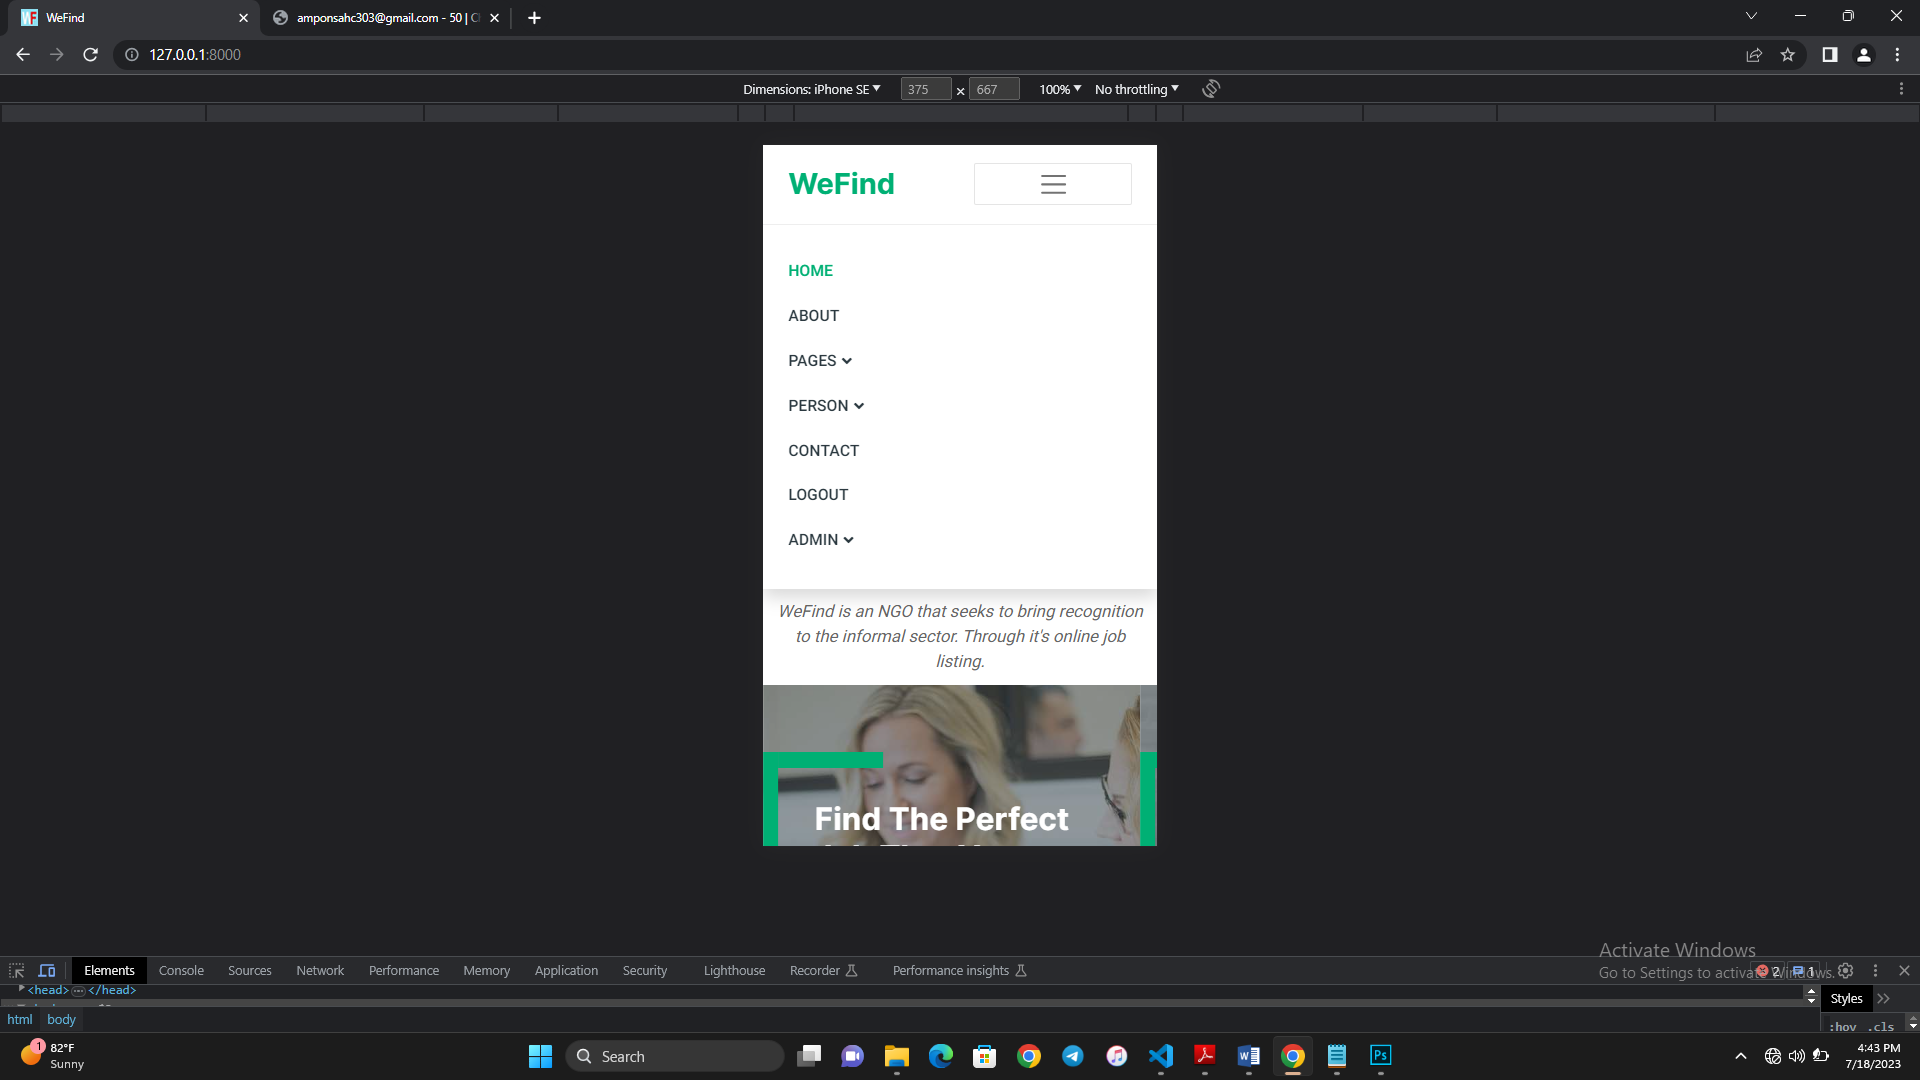 WeFind
amponsahc303@gmail.com - 50 | C
127.0.0.1:8000
Dimensions: iPhone SE 375 × 667 100% No throttling
WeFind
HOME
ABOUT
PAGES
PERSON
CONTACT
LOGOUT
ADMIN
WeFind is an NGO that seeks to bring recognition
to the informal sector. Through it's online job
listing.
Find The Perfect
Activate Windows
Go to Settings to activate Windows.
Elements Console Sources Network Performance Memory Application Security Lighthouse Recorder Performance insights 2 1
<head> ... </head>
Styles
html body
:hov .cls
1 82°F
Sunny
Search
4:43 PM
7/18/2023